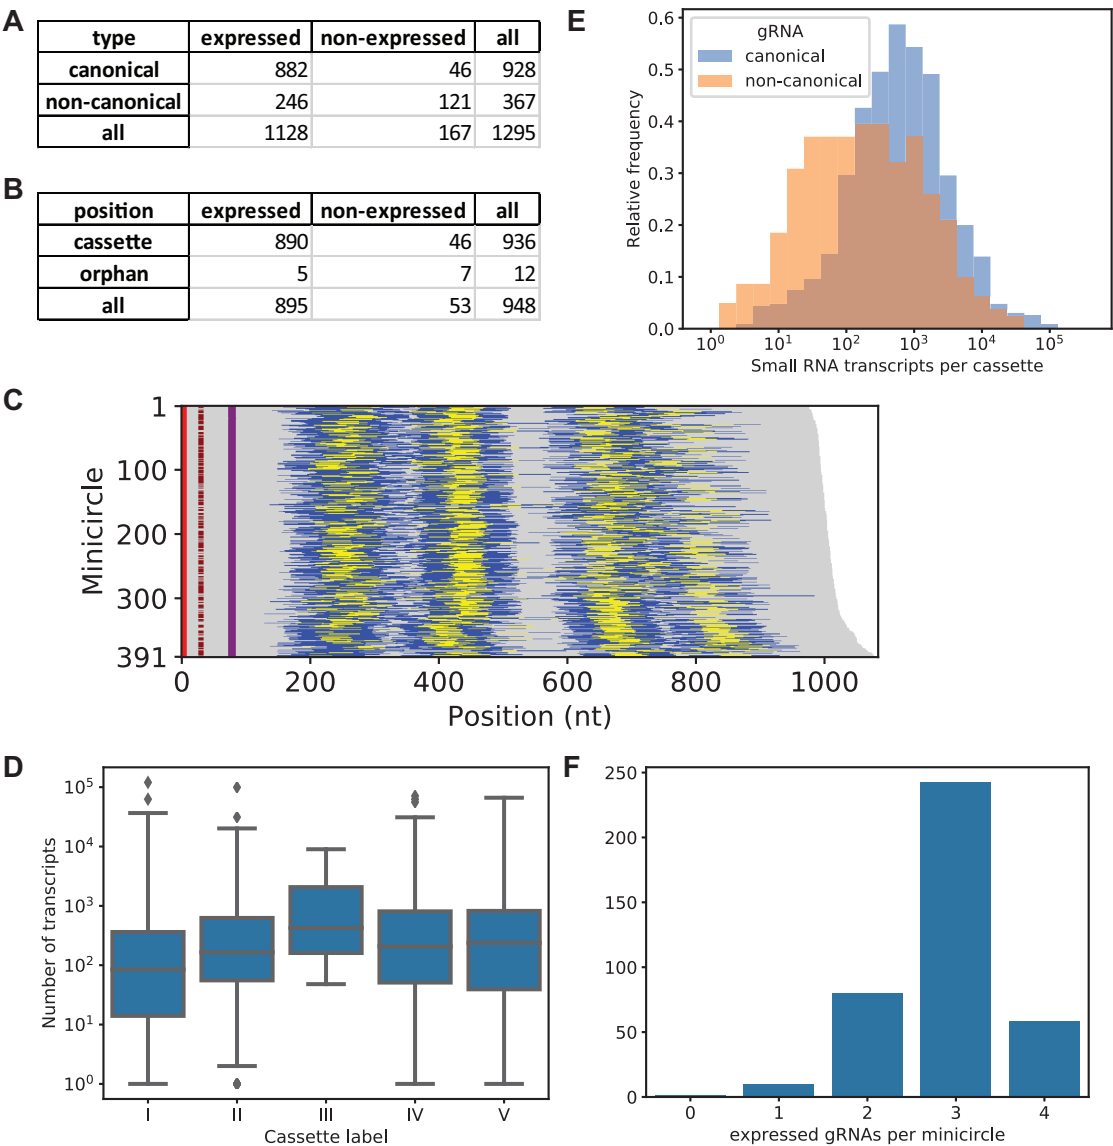 A
type expressed non-expressed all
canonical 882 46 928
non-canonical 246 121 367
all 1128 167 1295
B
position expressed non-expressed all
cassette 890 46 936
orphan 5 7 12
all 895 53 948
E
0.6
0.5
0.4
0.3
0.2
0.1
0.0
Relative frequency
gRNA
canonical
non-canonical
10⁰ 10¹ 10² 10³ 10⁴ 10⁵
Small RNA transcripts per cassette
C
1
100
200
300
391
Minicircle
0 200 400 600 800 1000
Position (nt)
D
10⁵
10⁴
10³
10²
10¹
10⁰
Number of transcripts
I II III IV V
Cassette label
F
250
200
150
100
50
0
0 1 2 3 4
expressed gRNAs per minicircle